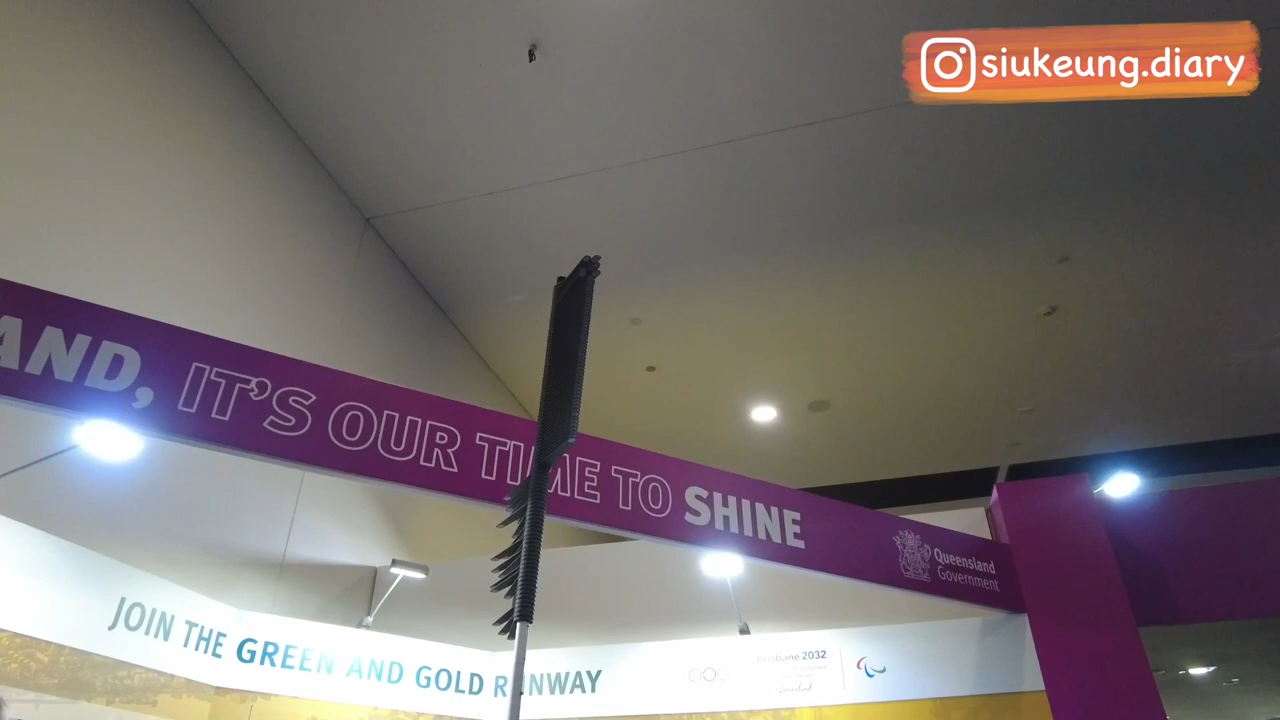 siukeung.diary
AND, IT'S OUR TIME TO SHINE
Queensland
Government
JOIN THE GREEN AND GOLD RUNWAY
Brisbane 2032